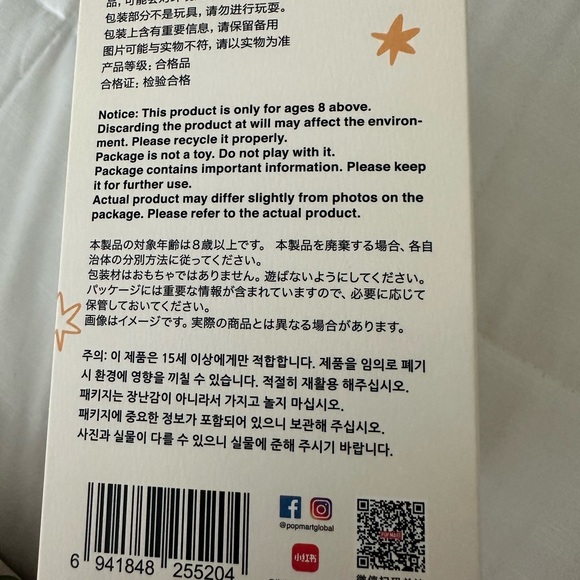 包装部分不是玩具，请勿进行玩耍。
包装上含有重要信息，请保留备用
图片可能与实物不符，请以实物为准
产品等级：合格品
合格证：检验合格
Notice: This product is only for ages 8 above.
Discarding the product at will may affect the environ-
ment. Please recycle it properly.
Package is not a toy. Do not play with it.
Package contains important information. Please keep
it for further use.
Actual product may differ slightly from photos on the
package. Please refer to the actual product.
本製品の対象年齢は8歳以上です。 本製品を廃棄する場合、各自
治体の分別方法に従ってください。
包装材はおもちゃではありません。遊ばないようにしてください。
パッケージには重要な情報が含まれていますので、必要に応じて
保管しておいてください。
画像はイメージです。実際の商品とは異なる場合があります。
주의: 이 제품은 15세 이상에게만 적합합니다. 제품을 임의로 폐기
시 환경에 영향을 끼칠 수 있습니다. 적절히 재활용 해주십시오.
패키지는 장난감이 아니라서 가지고 놀지 마십시오.
패키지에 중요한 정보가 포함되어 있으니 보관해 주십시오.
사진과 실물이 다를 수 있으니 실물에 준해 주시기 바랍니다.
@popmartglobal
小红书
POP MART
6 941848 255204